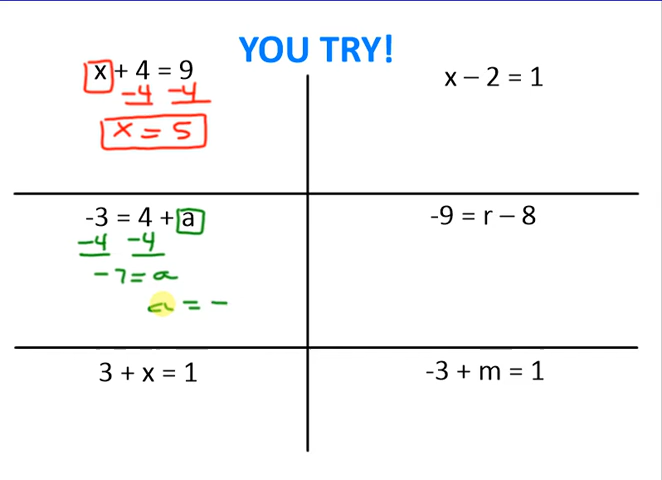 YOU TRY!
x + 4 = 9
-4 -4
x = 5
x – 2 = 1
-3 = 4 + a
-4 -4
-7 = a
a = -
-9 = r – 8
3 + x = 1
-3 + m = 1